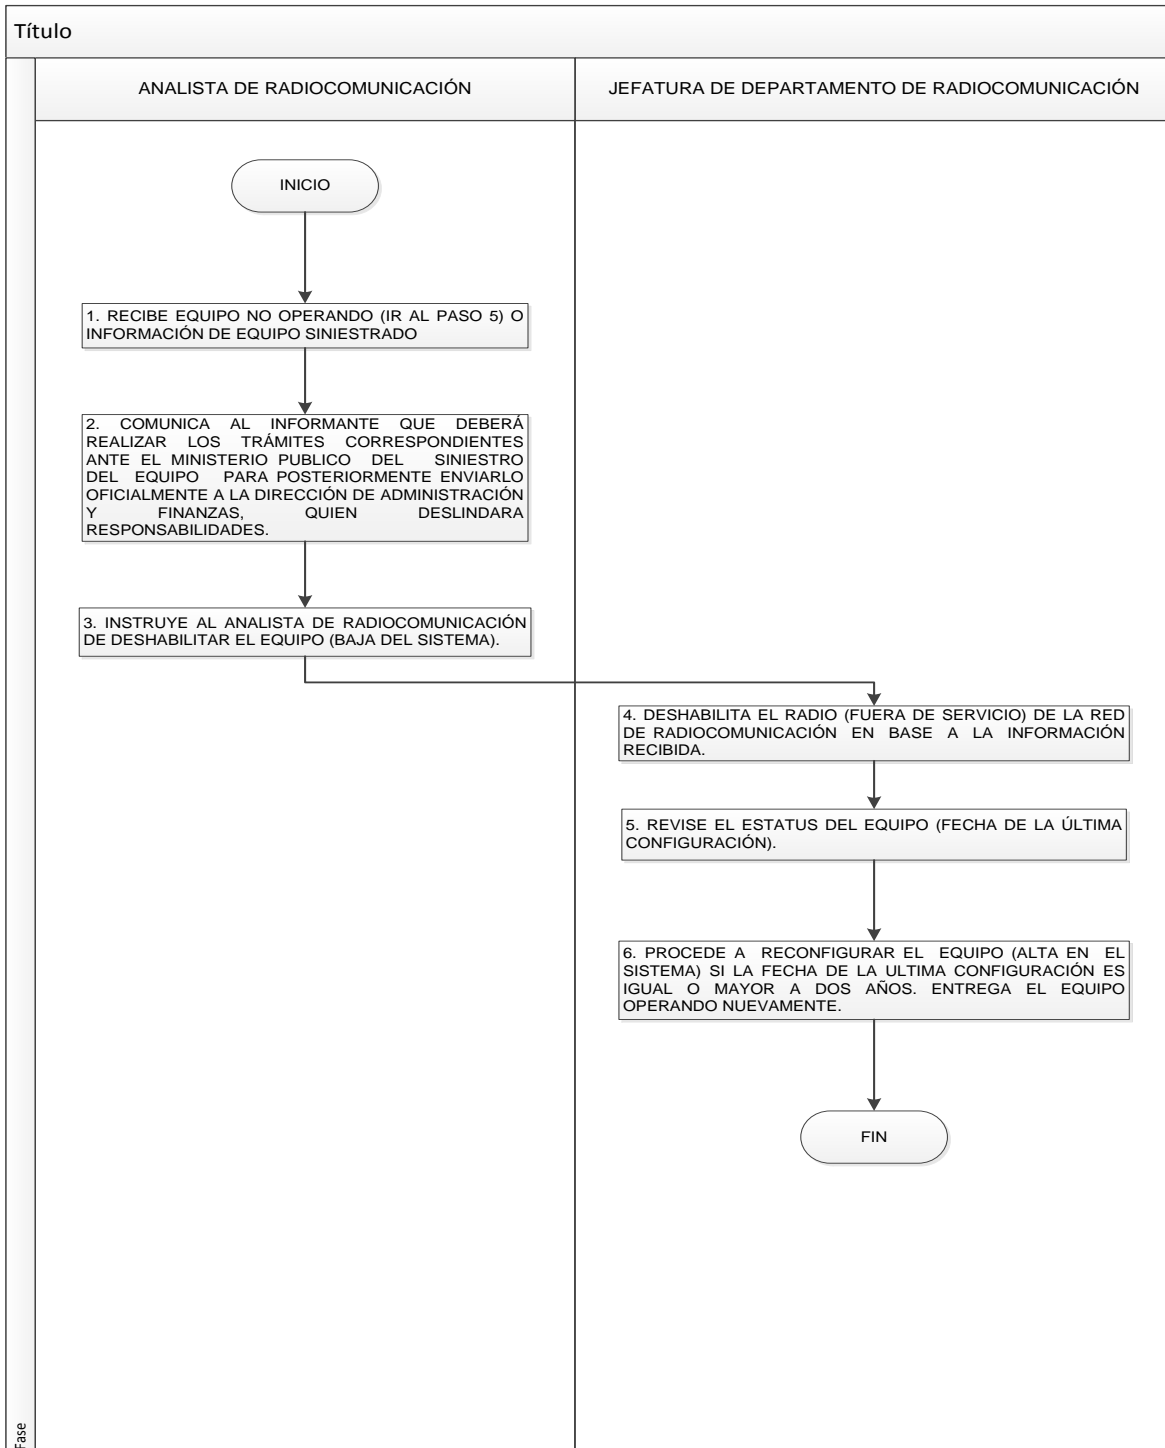 Título
ANALISTA DE RADIOCOMUNICACIÓN
JEFATURA DE DEPARTAMENTO DE RADIOCOMUNICACIÓN
INICIO
1. RECIBE EQUIPO NO OPERANDO (IR AL PASO 5) O
INFORMACIÓN DE EQUIPO SINIESTRADO
2. COMUNICA AL INFORMANTE QUE DEBERÁ
REALIZAR LOS TRÁMITES CORRESPONDIENTES
ANTE EL MINISTERIO PUBLICO DEL SINIESTRO
DEL EQUIPO PARA POSTERIORMENTE ENVIARLO
OFICIALMENTE A LA DIRECCIÓN DE ADMINISTRACIÓN
Y FINANZAS, QUIEN DESLINDARA
RESPONSABILIDADES.
3. INSTRUYE AL ANALISTA DE RADIOCOMUNICACIÓN
DE DESHABILITAR EL EQUIPO (BAJA DEL SISTEMA).
4. DESHABILITA EL RADIO (FUERA DE SERVICIO) DE LA RED
DE RADIOCOMUNICACIÓN EN BASE A LA INFORMACIÓN
RECIBIDA.
5. REVISE EL ESTATUS DEL EQUIPO (FECHA DE LA ÚLTIMA
CONFIGURACIÓN).
6. PROCEDE A RECONFIGURAR EL EQUIPO (ALTA EN EL
SISTEMA) SI LA FECHA DE LA ULTIMA CONFIGURACIÓN ES
IGUAL O MAYOR A DOS AÑOS. ENTREGA EL EQUIPO
OPERANDO NUEVAMENTE.
FIN
Fase